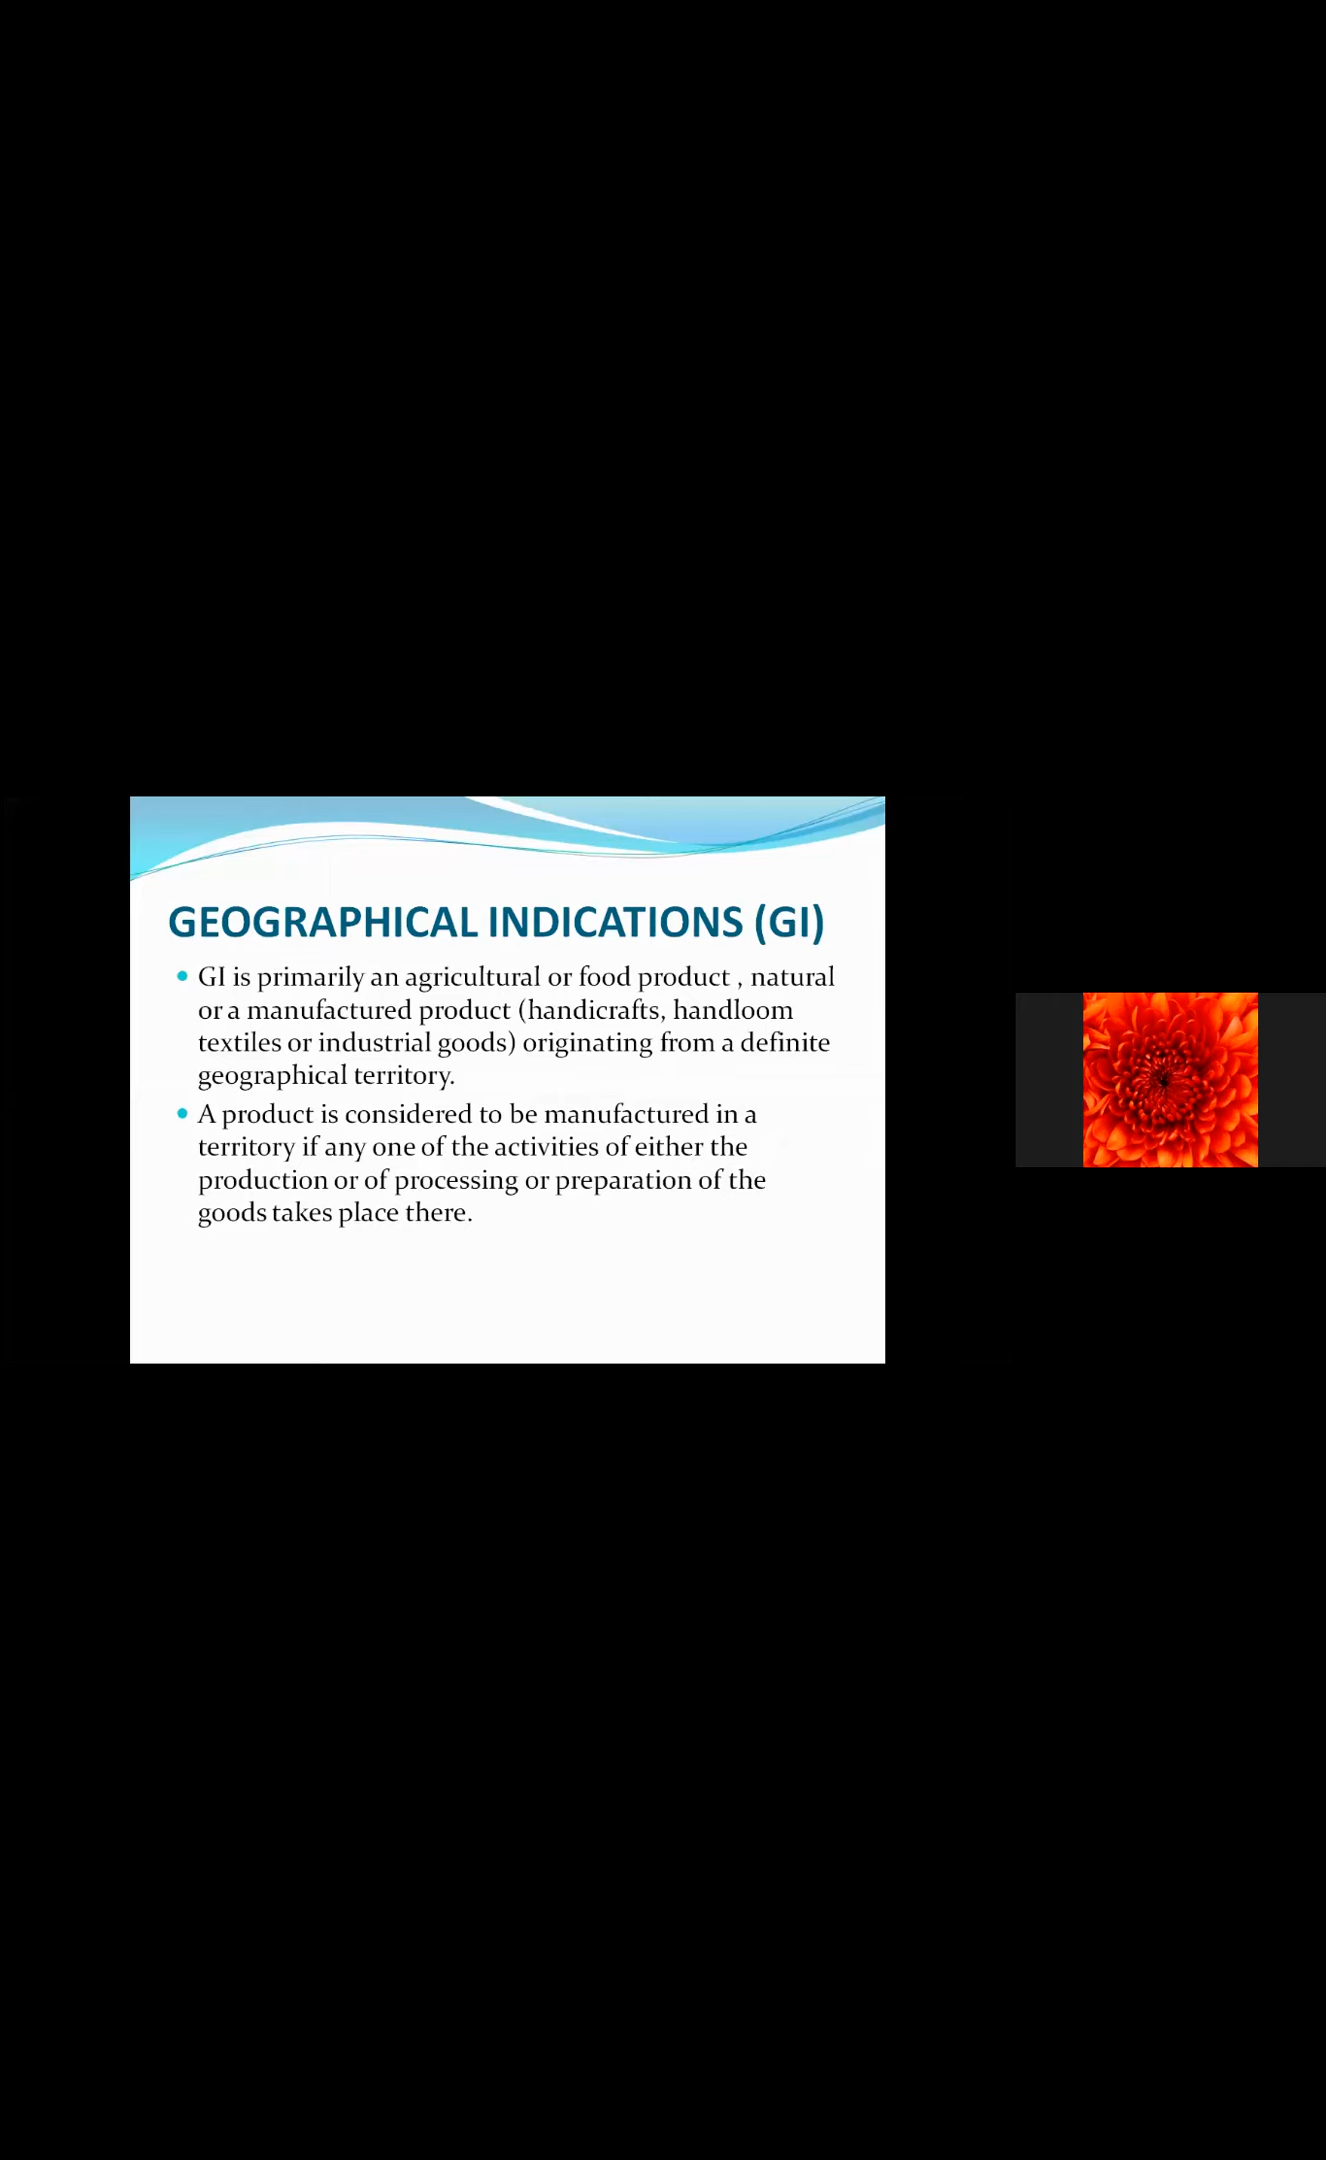 GEOGRAPHICAL INDICATIONS (GI)
• GI is primarily an agricultural or food product , natural
or a manufactured product (handicrafts, handloom
textiles or industrial goods) originating from a definite
geographical territory.
• A product is considered to be manufactured in a
territory if any one of the activities of either the
production or of processing or preparation of the
goods takes place there.